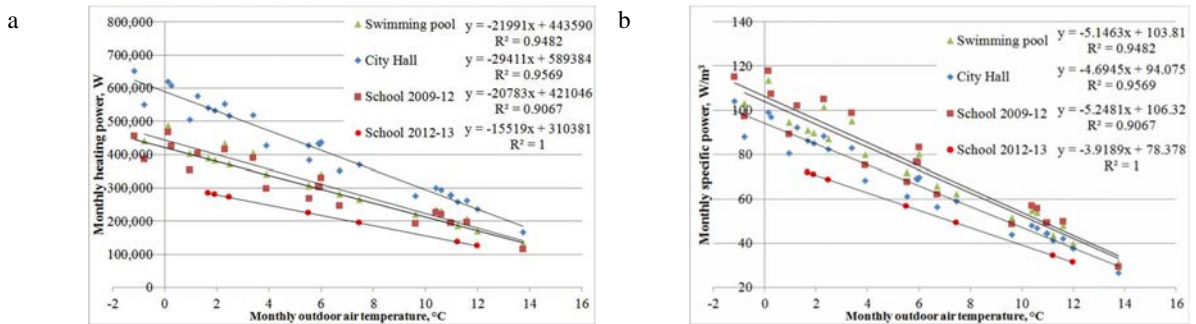 a
Monthly heating power, W
800,000
700,000
600,000
500,000
400,000
300,000
200,000
100,000
0
-2 0 2 4 6 8 10 12 14 16
Monthly outdoor air temperature, °C
Swimming pool y = -21991x + 443590
R² = 0.9482
City Hall y = -29411x + 589384
R² = 0.9569
School 2009-12 y = -20783x + 421046
R² = 0.9067
School 2012-13 y = -15519x + 310381
R² = 1
b
Monthly specific power, W/m³
140
120
100
80
60
40
20
-2 0 2 4 6 8 10 12 14 16
Monthly outdoor air temperature, °C
Swimming pool y = -5.1463x + 103.81
R² = 0.9482
City Hall y = -4.6945x + 94.075
R² = 0.9569
School 2009-12 y = -5.2481x + 106.32
R² = 0.9067
School 2012-13 y = -3.9189x + 78.378
R² = 1